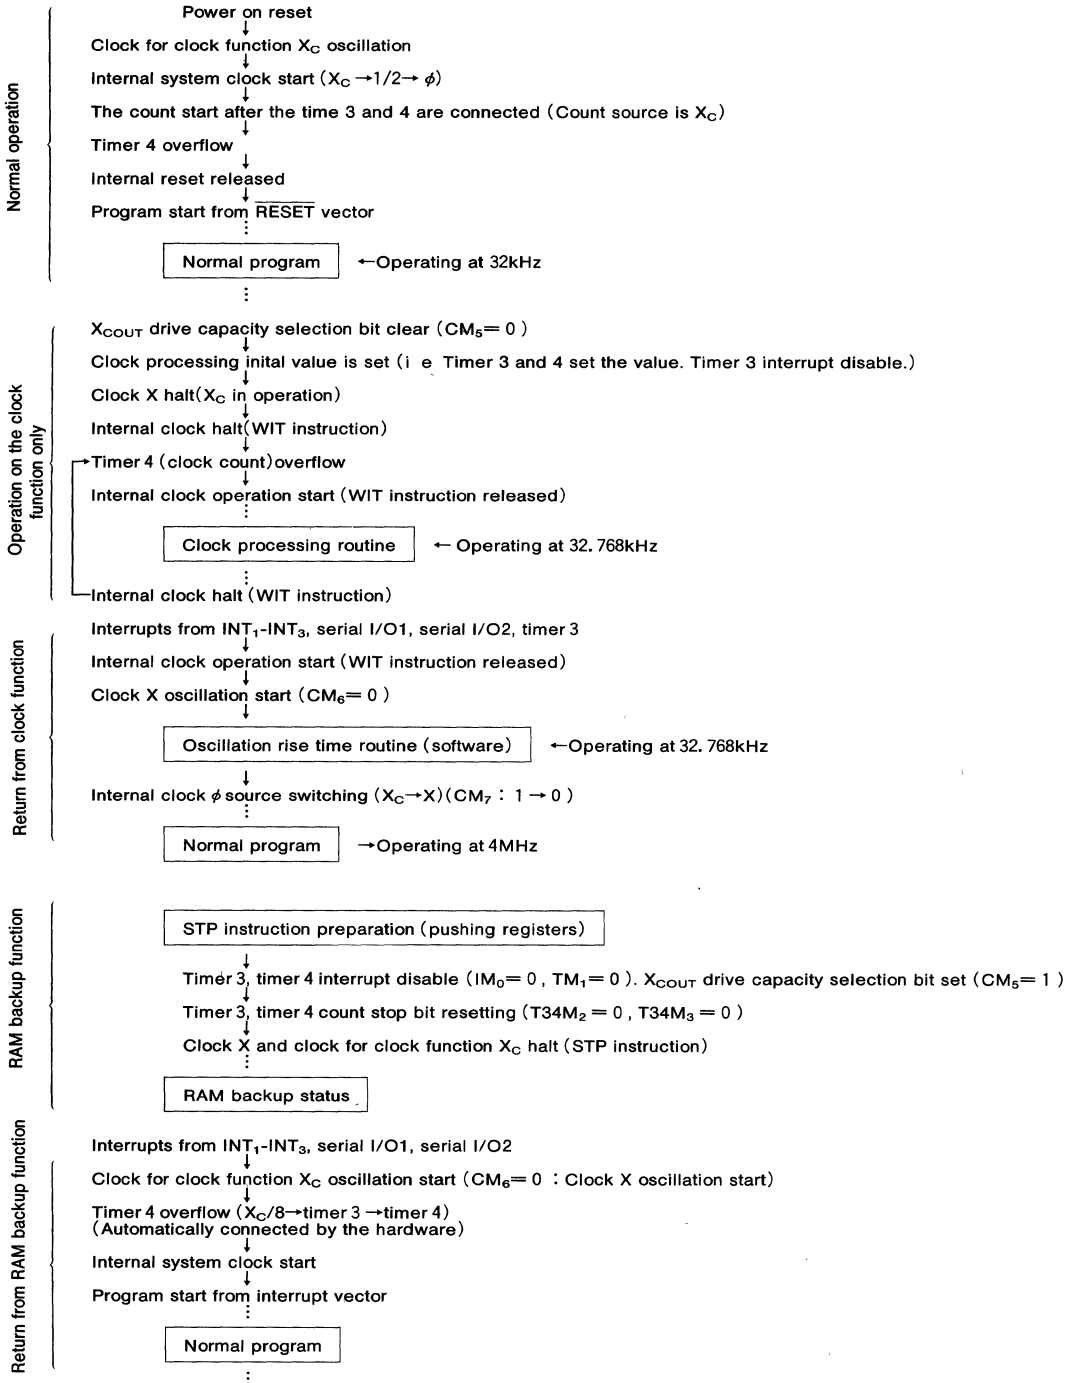 Normal operation
Power on reset
↓
Clock for clock function XC oscillation
↓
Internal system clock start (XC→1/2→ φ)
↓
The count start after the time 3 and 4 are connected (Count source is XC)
↓
Timer 4 overflow
↓
Internal reset released
↓
Program start from RESET vector
⋮
Normal program ←Operating at 32kHz
⋮
Operation on the clock
function only
XCOUT drive capacity selection bit clear (CM5= 0 )
↓
Clock processing inital value is set (i e Timer 3 and 4 set the value. Timer 3 interrupt disable.)
↓
Clock X halt(XC in operation)
↓
Internal clock halt(WIT instruction)
↓
Timer 4 (clock count)overflow
↓
Internal clock operation start (WIT instruction released)
⋮
Clock processing routine ← Operating at 32. 768kHz
⋮
Internal clock halt (WIT instruction)
Return from clock function
Interrupts from INT1-INT3, serial I/O1, serial I/O2, timer 3
↓
Internal clock operation start (WIT instruction released)
↓
Clock X oscillation start (CM6= 0 )
↓
Oscillation rise time routine (software) ←Operating at 32. 768kHz
↓
Internal clock φ source switching (XC→X)(CM7 : 1 → 0 )
⋮
Normal program →Operating at 4MHz
RAM backup function
STP instruction preparation (pushing registers)
↓
Timer 3, timer 4 interrupt disable (IM0= 0 , TM1= 0 ). XCOUT drive capacity selection bit set (CM5= 1 )
↓
Timer 3, timer 4 count stop bit resetting (T34M2 = 0 , T34M3 = 0 )
↓
Clock X and clock for clock function XC halt (STP instruction)
⋮
RAM backup status
Return from RAM backup function
Interrupts from INT1-INT3, serial I/O1, serial I/O2
↓
Clock for clock function XC oscillation start (CM6= 0 : Clock X oscillation start)
↓
Timer 4 overflow (XC/8→timer 3 →timer 4)
(Automatically connected by the hardware)
↓
Internal system clock start
↓
Program start from interrupt vector
⋮
Normal program
⋮